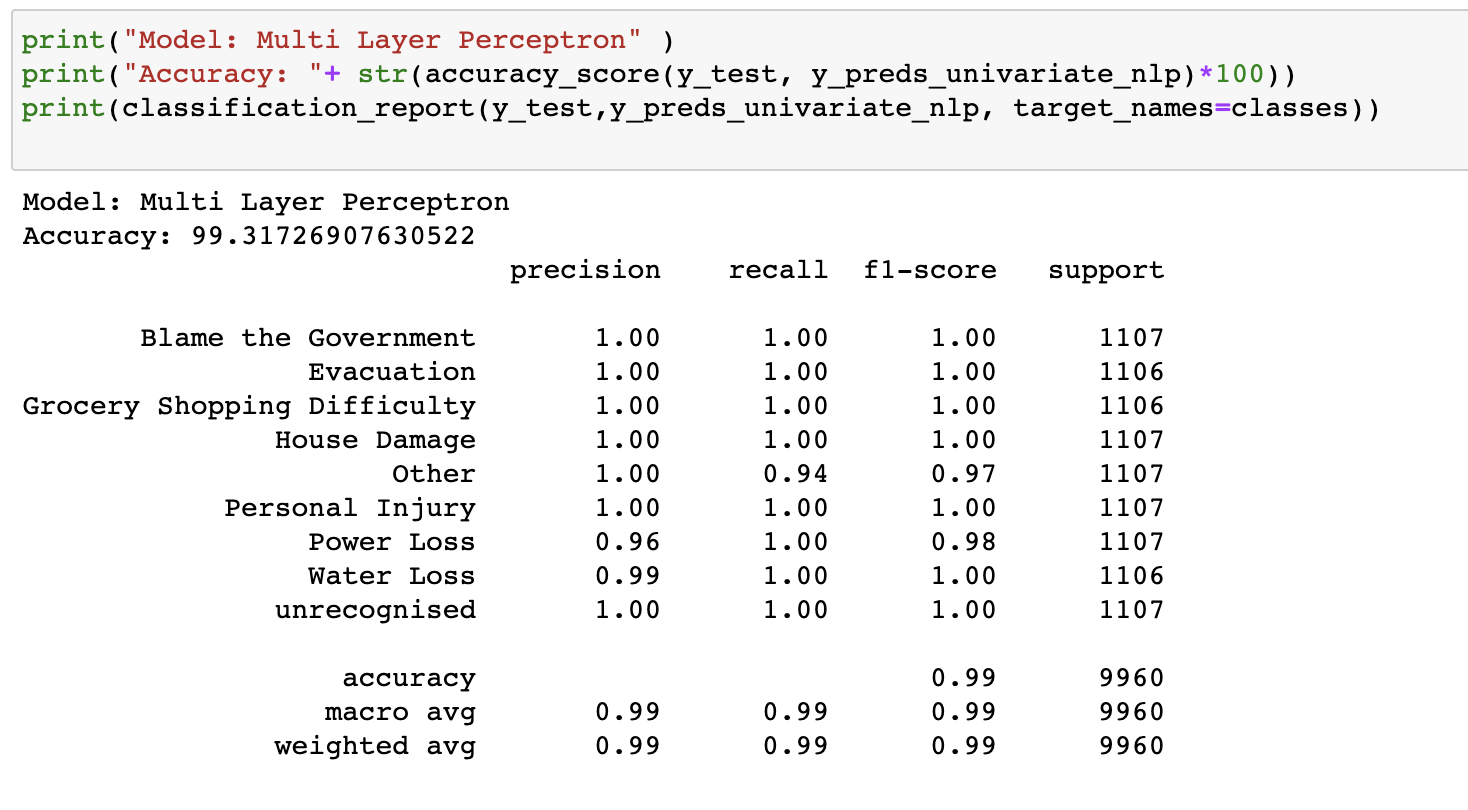 print("Model: Multi Layer Perceptron" )
print("Accuracy: "+ str(accuracy_score(y_test, y_preds_univariate_nlp)*100))
print(classification_report(y_test,y_preds_univariate_nlp, target_names=classes))
Model: Multi Layer Perceptron
Accuracy: 99.31726907630522
precision recall f1-score support
Blame the Government 1.00 1.00 1.00 1107
Evacuation 1.00 1.00 1.00 1106
Grocery Shopping Difficulty 1.00 1.00 1.00 1106
House Damage 1.00 1.00 1.00 1107
Other 1.00 0.94 0.97 1107
Personal Injury 1.00 1.00 1.00 1107
Power Loss 0.96 1.00 0.98 1107
Water Loss 0.99 1.00 1.00 1106
unrecognised 1.00 1.00 1.00 1107
accuracy 0.99 9960
macro avg 0.99 0.99 0.99 9960
weighted avg 0.99 0.99 0.99 9960